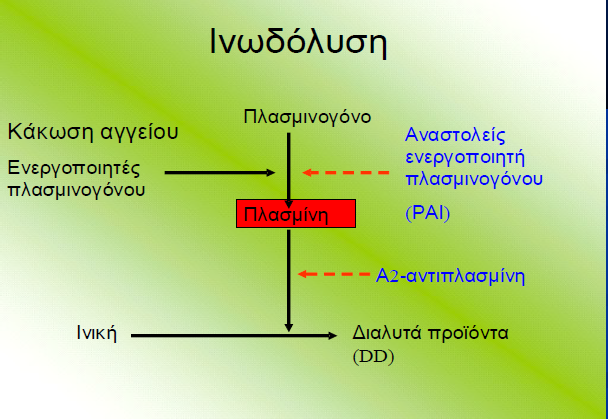 Ινωδόλυση
Πλασμινογόνο
Κάκωση αγγείου
Ενεργοποιητές
πλασμινογόνου
Αναστολείς
ενεργοποιητή
πλασμινογόνου
(PAI)
Πλασμίνη
Α2-αντιπλασμίνη
Ινική
Διαλυτά προϊόντα
(DD)